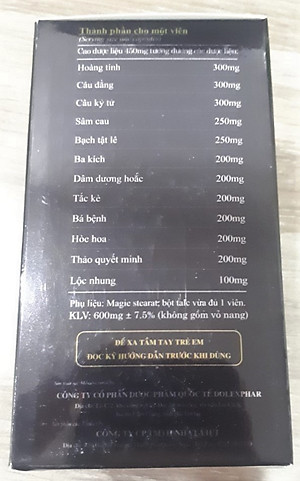 Thành phần cho một viên
Cao dược liệu 450mg tương đương các dược liệu:
Hoàng tinh 300mg
Câu đằng 300mg
Câu kỷ tử 300mg
Sâm cau 250mg
Bạch tật lê 250mg
Ba kích 200mg
Dâm dương hoắc 200mg
Tắc kè 200mg
Bá bệnh 200mg
Hòe hoa 200mg
Thảo quyết minh 200mg
Lộc nhung 100mg
Phụ liệu: Magie stearat; bột talc vừa đủ 1 viên.
KLV: 600mg ± 7.5% (không gồm vỏ nang)
ĐỂ XA TẦM TAY TRẺ EM
ĐỌC KỸ HƯỚNG DẪN TRƯỚC KHI DÙNG
CÔNG TY CỔ PHẦN DƯỢC PHẨM QUỐC TẾ DOLEXPHAR